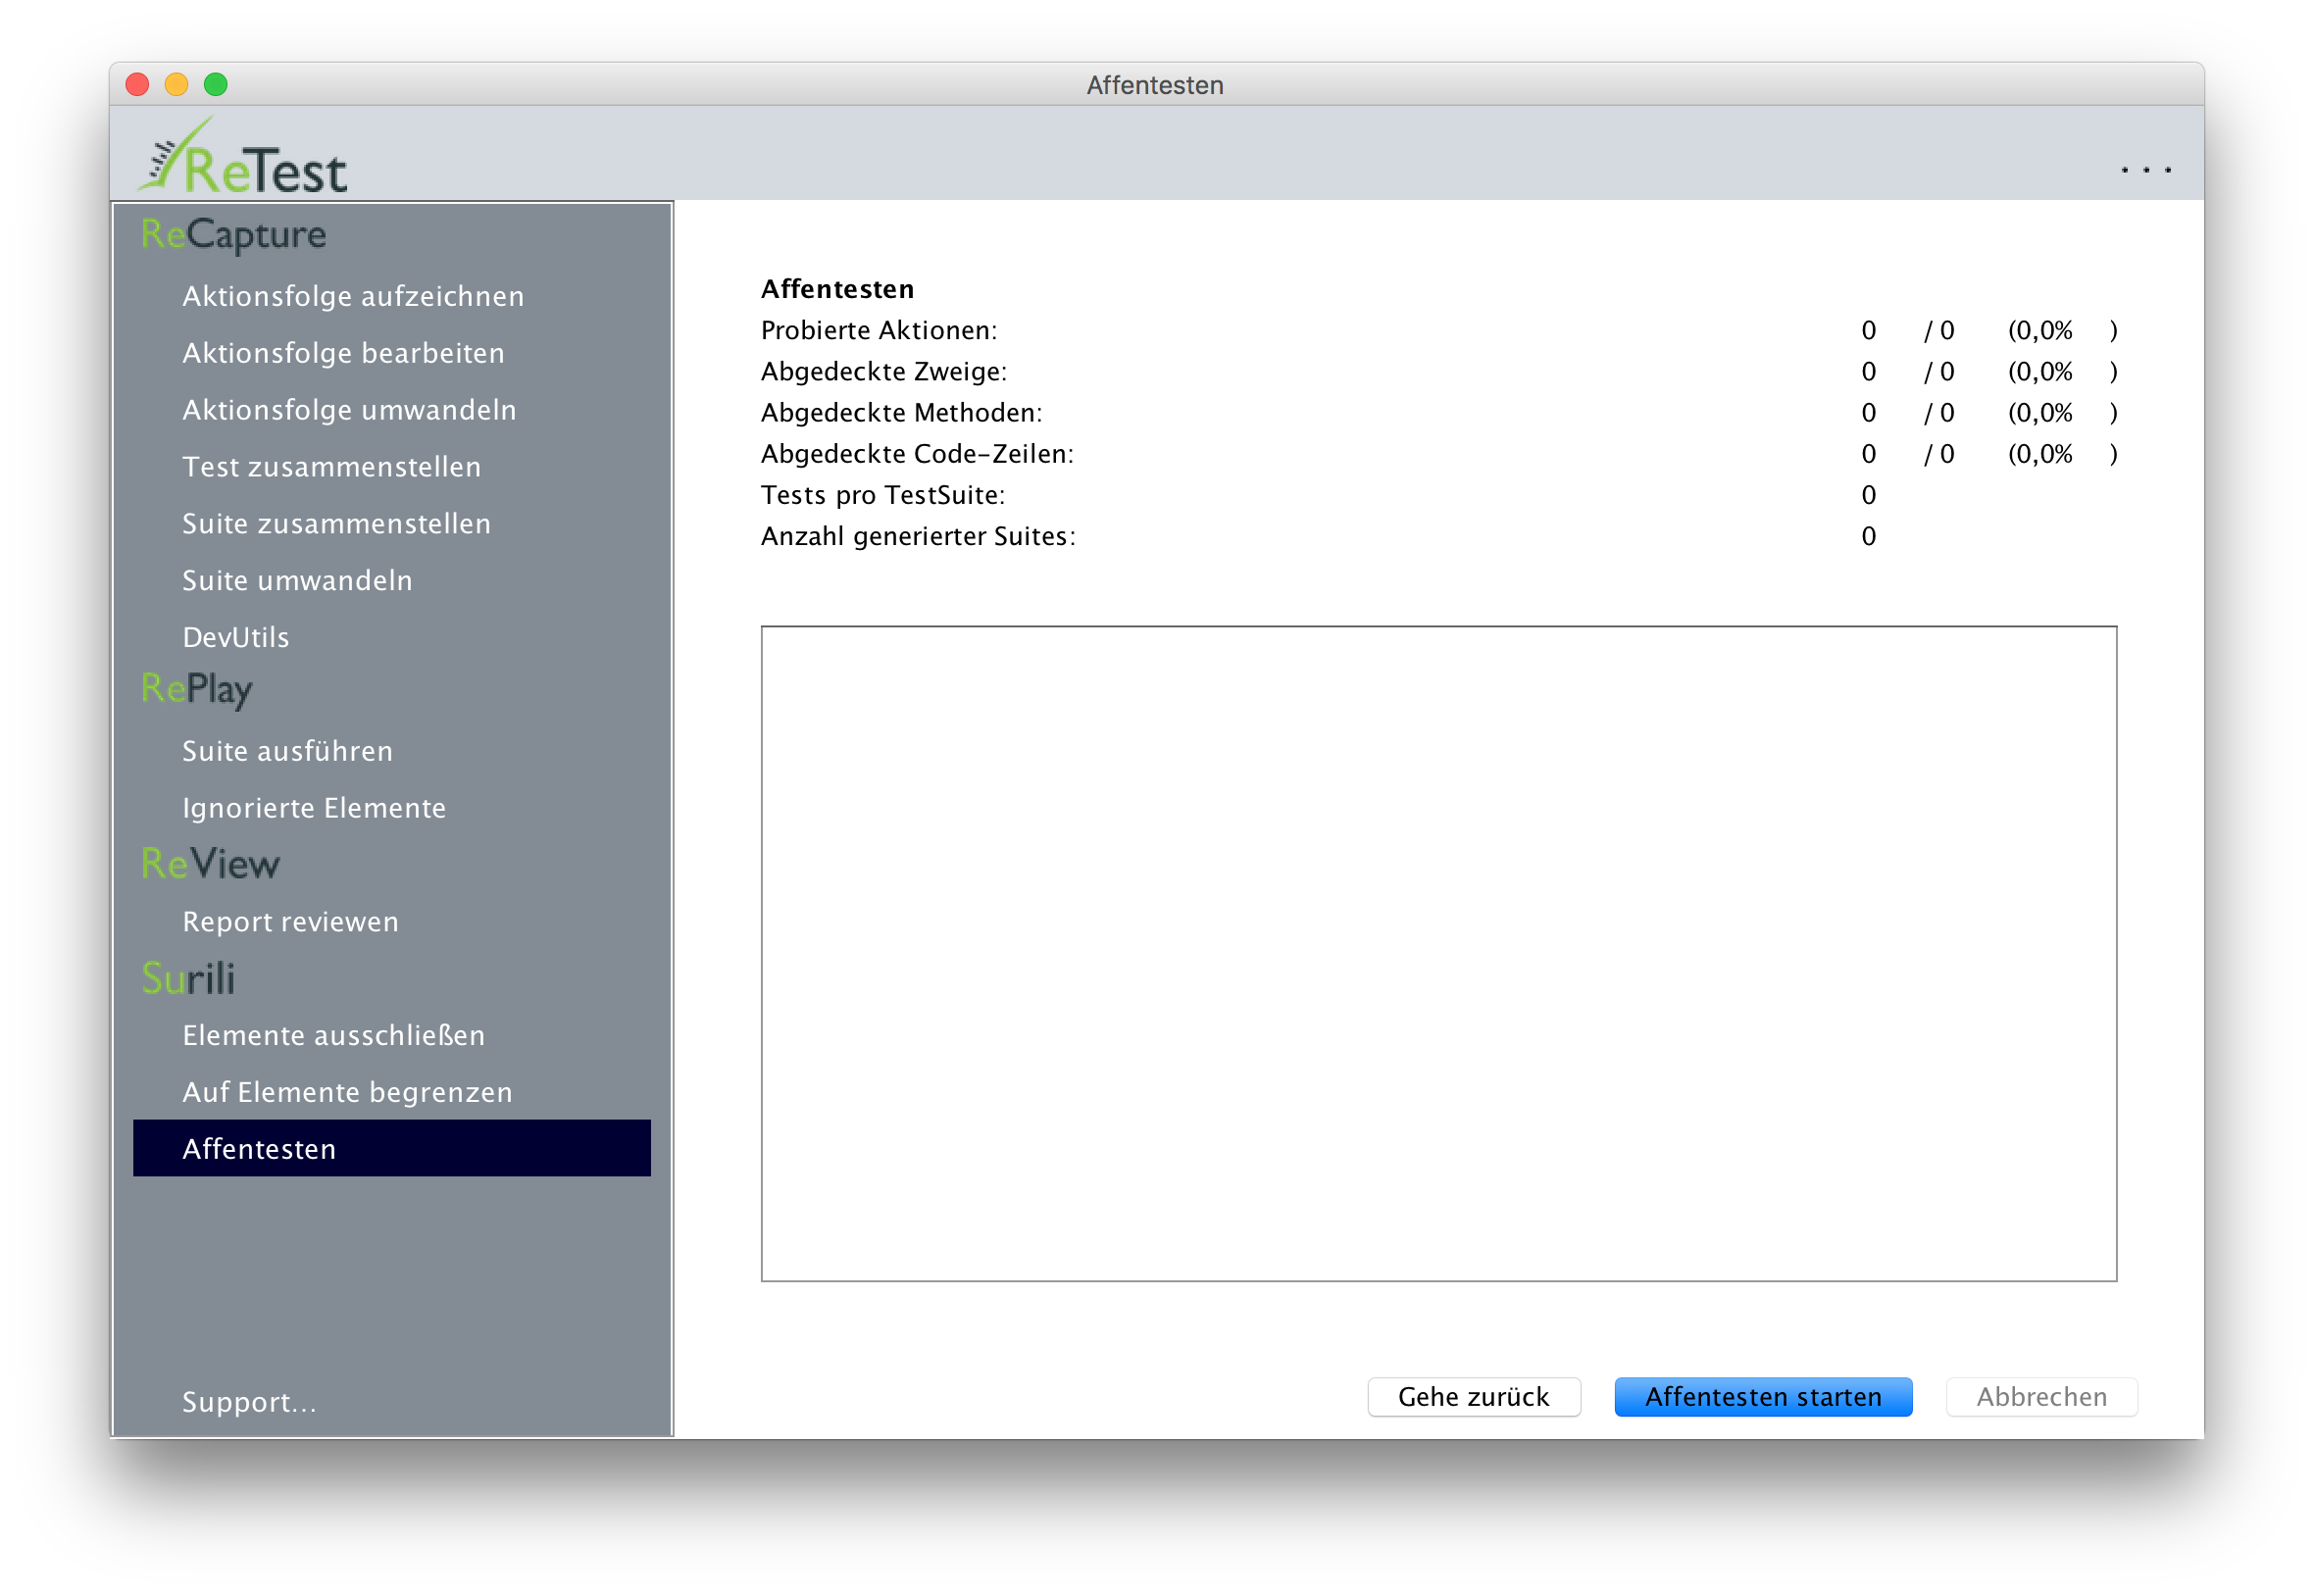 Affentesten
ReTest
...
ReCapture
Aktionsfolge aufzeichnen
Aktionsfolge bearbeiten
Aktionsfolge umwandeln
Test zusammenstellen
Suite zusammenstellen
Suite umwandeln
DevUtils
RePlay
Suite ausführen
Ignorierte Elemente
ReView
Report reviewen
Surili
Elemente ausschließen
Auf Elemente begrenzen
Affentesten
Support...
Affentesten
Probierte Aktionen: 0 / 0 (0,0% )
Abgedeckte Zweige: 0 / 0 (0,0% )
Abgedeckte Methoden: 0 / 0 (0,0% )
Abgedeckte Code-Zeilen: 0 / 0 (0,0% )
Tests pro TestSuite: 0
Anzahl generierter Suites: 0
Gehe zurück Affentesten starten Abbrechen